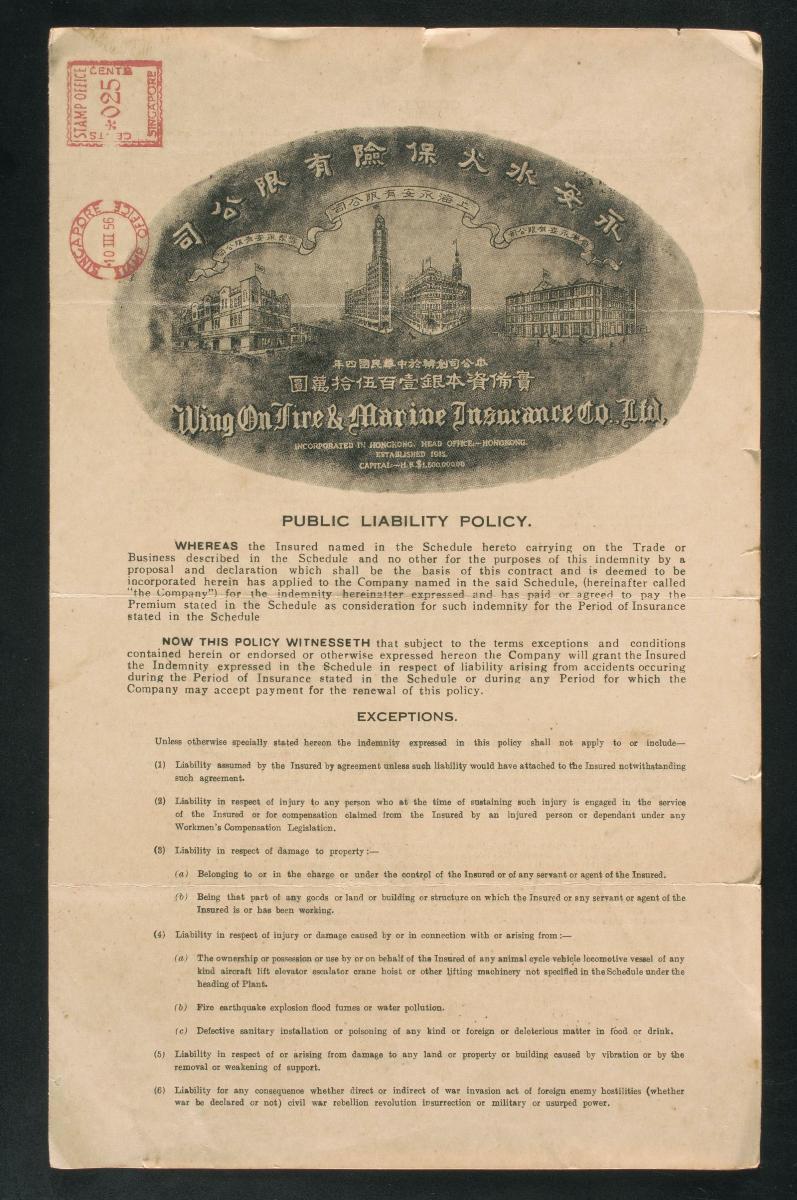 STAMP OFFICE
CENTS
*025
CENTS
SINGAPORE
SINGAPORE
10 III 56
STAMP OFFICE
永安水火保險有限公司
上海永安有限公司
永安有限公司
永安有限公司
本公司創辦於中華民國四年
實備資本銀壹百伍拾萬圓
Wing On Fire & Marine Insurance Co., Ltd,
INCORPORATED IN HONGKONG. HEAD OFFICE:—HONGKONG.
ESTABLISHED 1915.
CAPITAL:—H.K.$1,500,000.00
PUBLIC LIABILITY POLICY.
WHEREAS the Insured named in the Schedule hereto carrying on the Trade or
Business described in the Schedule and no other for the purposes of this indemnity by a
proposal and declaration which shall be the basis of this contract and is deemed to be
incorporated herein has applied to the Company named in the said Schedule, (hereinafter called
"the Company") for the indemnity hereinafter expressed and has paid or agreed to pay the
Premium stated in the Schedule as consideration for such indemnity for the Period of Insurance
stated in the Schedule
NOW THIS POLICY WITNESSETH that subject to the terms exceptions and conditions
contained herein or endorsed or otherwise expressed hereon the Company will grant the Insured
the Indemnity expressed in the Schedule in respect of liability arising from accidents occuring
during the Period of Insurance stated in the Schedule or during any Period for which the
Company may accept payment for the renewal of this policy.
EXCEPTIONS.
Unless otherwise specially stated hereon the indemnity expressed in this policy shall not apply to or include—
(1) Liability assumed by the Insured by agreement unless such liability would have attached to the Insured notwithstanding
such agreement.
(2) Liability in respect of injury to any person who at the time of sustaining such injury is engaged in the service
of the Insured or for compensation claimed from the Insured by an injured person or dependant under any
Workmen's Compensation Legislation.
(3) Liability in respect of damage to property:—
(a) Belonging to or in the charge or under the control of the Insured or of any servant or agent of the Insured.
(b) Being that part of any goods or land or building or structure on which the Insured or any servant or agent of the
Insured is or has been working.
(4) Liability in respect of injury or damage caused by or in connection with or arising from:—
(a) The ownership or possession or use by or on behalf of the Insured of any animal cycle vehicle locomotive vessel of any
kind aircraft lift elevator escalator crane hoist or other lifting machinery not specified in the Schedule under the
heading of Plant.
(b) Fire earthquake explosion flood fumes or water pollution.
(c) Defective sanitary installation or poisoning of any kind or foreign or deleterious matter in food or drink.
(5) Liability in respect of or arising from damage to any land or property or building caused by vibration or by the
removal or weakening of support.
(6) Liability for any consequence whether direct or indirect of war invasion act of foreign enemy hostilities (whether
war be declared or not) civil war rebellion revolution insurrection or military or usurped power.